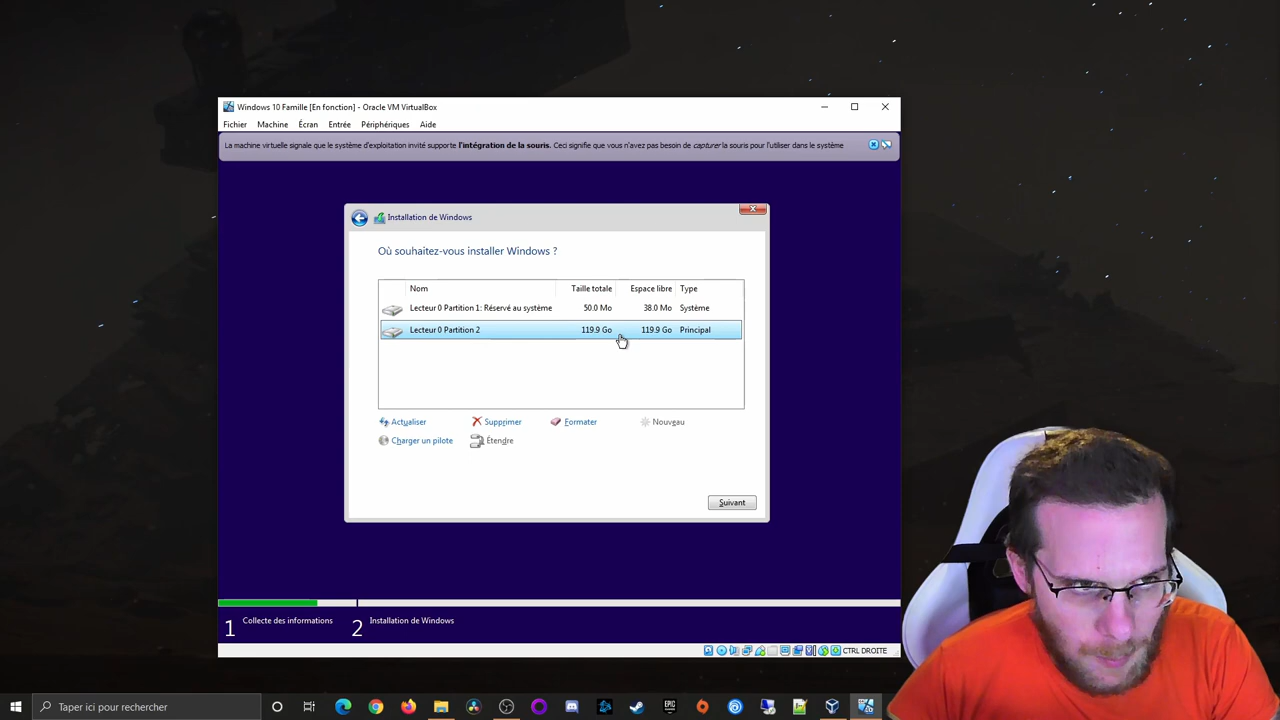 Windows 10 Famille [En fonction] - Oracle VM VirtualBox
Fichier Machine Écran Entrée Périphériques Aide
La machine virtuelle signale que le système d'exploitation invité supporte l'intégration de la souris. Ceci signifie que vous n'avez pas besoin de capturer la souris pour l'utiliser dans le système
Installation de Windows
Où souhaitez-vous installer Windows ?
Nom Taille totale Espace libre Type
Lecteur 0 Partition 1: Réservé au système 50.0 Mo 38.0 Mo Système
Lecteur 0 Partition 2 119.9 Go 119.9 Go Principal
Actualiser Supprimer Formater Nouveau
Charger un pilote Étendre
Suivant
1 Collecte des informations 2 Installation de Windows
CTRL DROITE
Taper ici pour rechercher